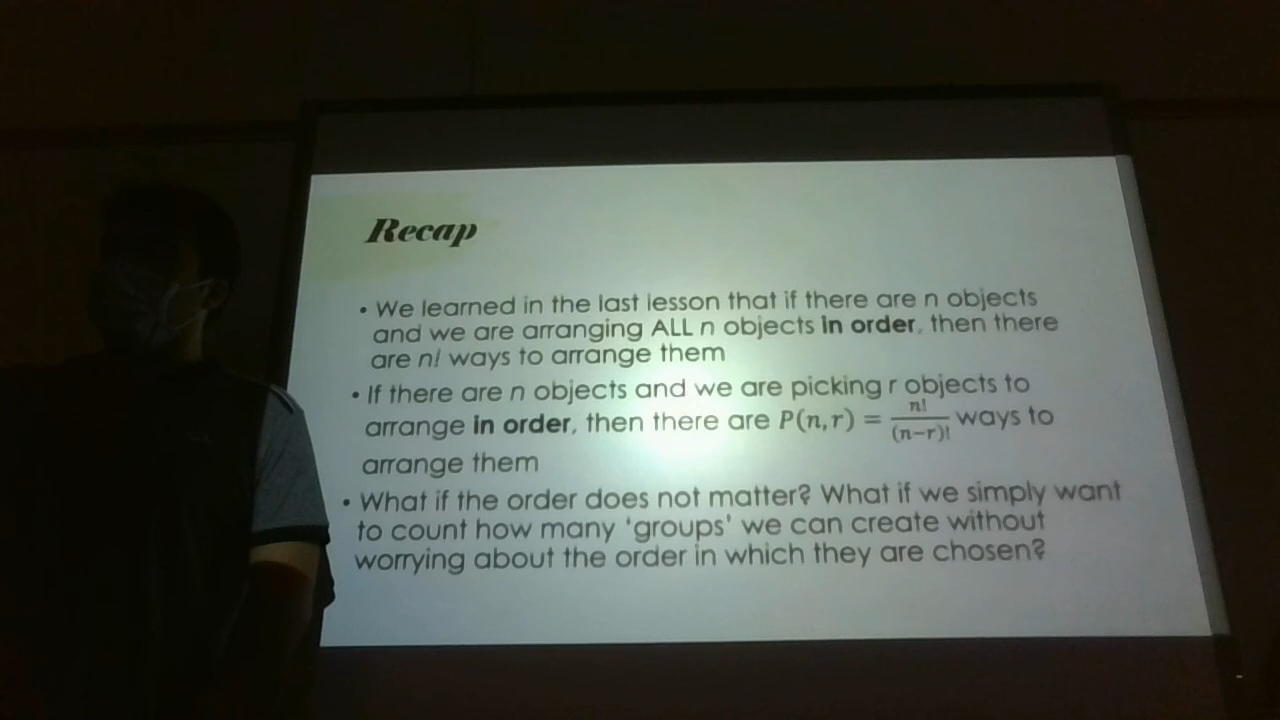 Recap
• We learned in the last lesson that if there are n objects
and we are arranging ALL n objects in order, then there
are n! ways to arrange them
• If there are n objects and we are picking r objects to
arrange in order, then there are P(n,r) = n!/(n−r)! ways to
arrange them
• What if the order does not matter? What if we simply want
to count how many 'groups' we can create without
worrying about the order in which they are chosen?